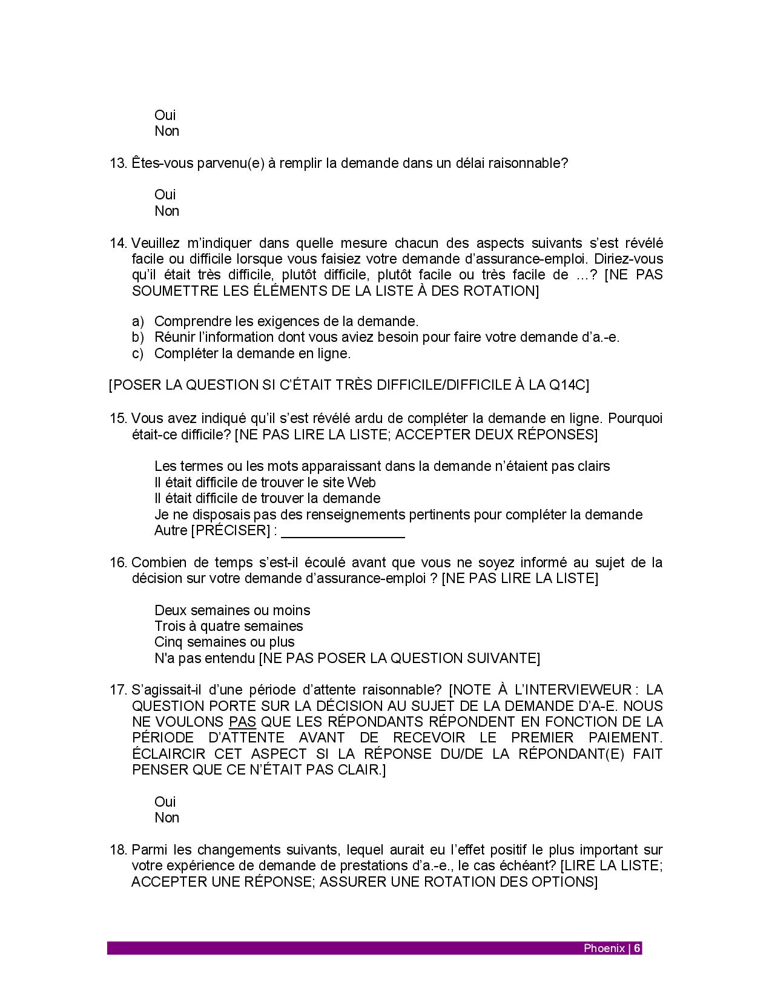 Oui
Non
13. Êtes-vous parvenu(e) à remplir la demande dans un délai raisonnable?
Oui
Non
14. Veuillez m’indiquer dans quelle mesure chacun des aspects suivants s’est révélé
facile ou difficile lorsque vous faisiez votre demande d’assurance-emploi. Diriez-vous
qu’il était très difficile, plutôt difficile, plutôt facile ou très facile de …? [NE PAS
SOUMETTRE LES ÉLÉMENTS DE LA LISTE À DES ROTATION]
a) Comprendre les exigences de la demande.
b) Réunir l’information dont vous aviez besoin pour faire votre demande d’a.-e.
c) Compléter la demande en ligne.
[POSER LA QUESTION SI C’ÉTAIT TRÈS DIFFICILE/DIFFICILE À LA Q14C]
15. Vous avez indiqué qu’il s’est révélé ardu de compléter la demande en ligne. Pourquoi
était-ce difficile? [NE PAS LIRE LA LISTE; ACCEPTER DEUX RÉPONSES]
Les termes ou les mots apparaissant dans la demande n’étaient pas clairs
Il était difficile de trouver le site Web
Il était difficile de trouver la demande
Je ne disposais pas des renseignements pertinents pour compléter la demande
Autre [PRÉCISER] : ________________
16. Combien de temps s’est-il écoulé avant que vous ne soyez informé au sujet de la
décision sur votre demande d’assurance-emploi ? [NE PAS LIRE LA LISTE]
Deux semaines ou moins
Trois à quatre semaines
Cinq semaines ou plus
N'a pas entendu [NE PAS POSER LA QUESTION SUIVANTE]
17. S’agissait-il d’une période d’attente raisonnable? [NOTE À L’INTERVIEWEUR : LA
QUESTION PORTE SUR LA DÉCISION AU SUJET DE LA DEMANDE D’A-E. NOUS
NE VOULONS PAS QUE LES RÉPONDANTS RÉPONDENT EN FONCTION DE LA
PÉRIODE D’ATTENTE AVANT DE RECEVOIR LE PREMIER PAIEMENT.
ÉCLAIRCIR CET ASPECT SI LA RÉPONSE DU/DE LA RÉPONDANT(E) FAIT
PENSER QUE CE N’ÉTAIT PAS CLAIR.]
Oui
Non
18. Parmi les changements suivants, lequel aurait eu l’effet positif le plus important sur
votre expérience de demande de prestations d’a.-e., le cas échéant? [LIRE LA LISTE;
ACCEPTER UNE RÉPONSE; ASSURER UNE ROTATION DES OPTIONS]
Phoenix | 6